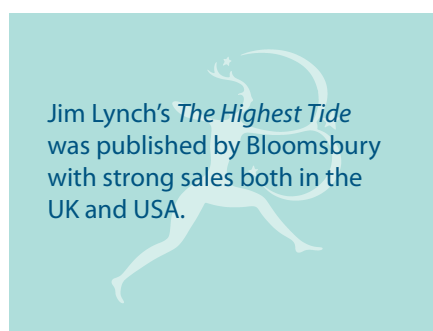 Jim Lynch’s The Highest Tide
was published by Bloomsbury
with strong sales both in the
UK and USA.